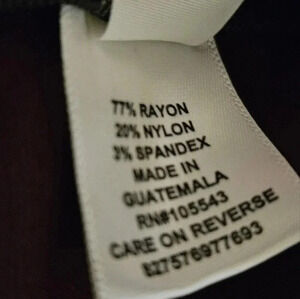 77% RAYON
20% NYLON
3% SPANDEX
MADE IN
GUATEMALA
RN#105543
CARE ON REVERSE
827576977693